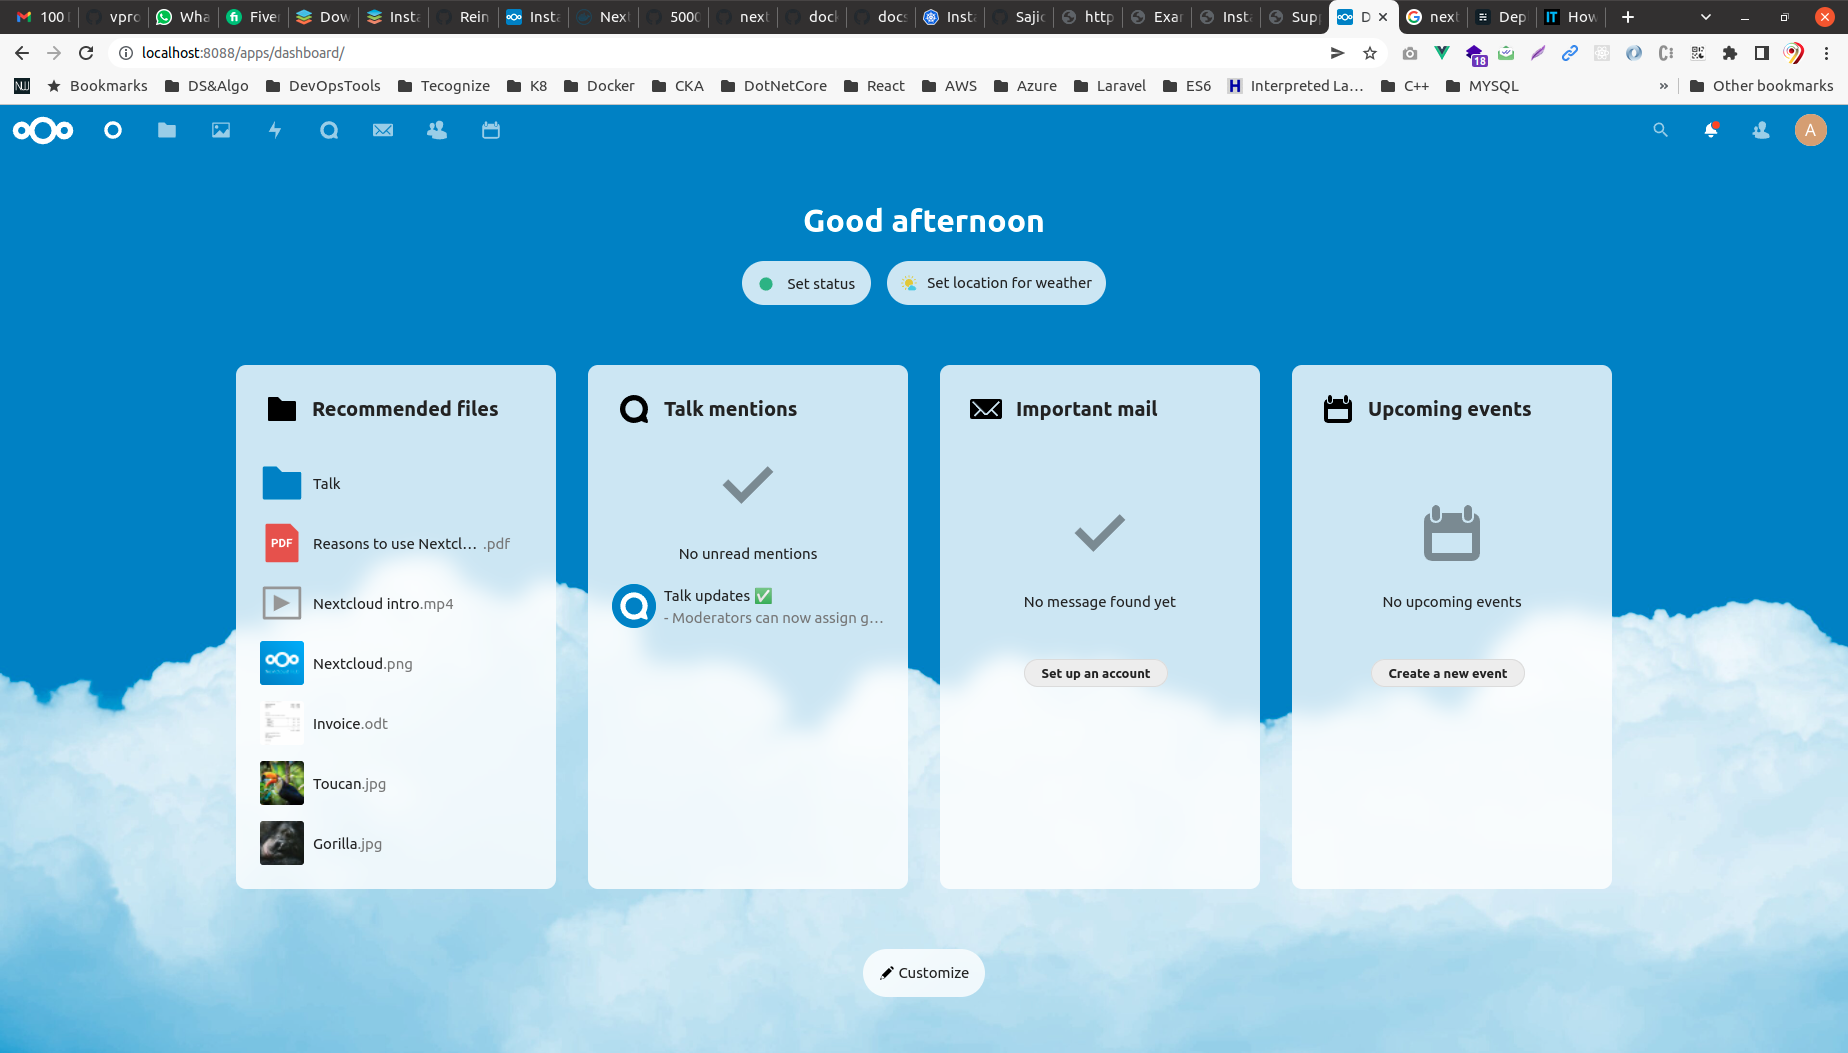 100
vpro
Wha
Fiver
Dow
Insta
Rein
Insta
Next
5000
next
dock
docs
Insta
Sajid
http
Exar
Insta
Supp
D
next
Dep
How
localhost:8088/apps/dashboard/
18
Bookmarks DS&Algo DevOpsTools Tecognize K8 Docker CKA DotNetCore React AWS Azure Laravel ES6 H Interpreted La… C++ MYSQL » Other bookmarks
A
Good afternoon
Set status
Set location for weather
Recommended files
Talk
PDF
Reasons to use Nextcl… .pdf
Nextcloud intro.mp4
Nextcloud.png
Invoice.odt
Toucan.jpg
Gorilla.jpg
Talk mentions
No unread mentions
Talk updates ✅
- Moderators can now assign g…
Important mail
No message found yet
Set up an account
Upcoming events
No upcoming events
Create a new event
Customize